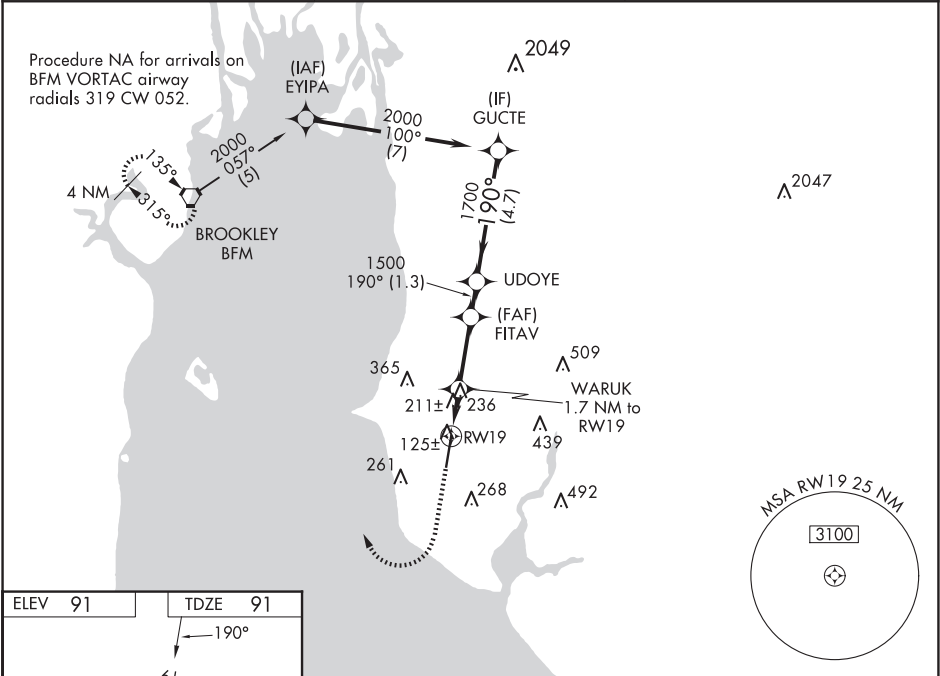 Procedure NA for arrivals on
BFM VORTAC airway
radials 319 CW 052.
(IAF)
EYIPA
2049
(IF)
GUCTE
2000
100°
(7)
2000
057°
(5)
135°
4 NM
315°
BROOKLEY
BFM
2047
1700
190°
(4.7)
1500
190° (1.3)
UDOYE
(FAF)
FITAV
365
509
WARUK
1.7 NM to
RW19
211±
236
125±
RW19
439
261
268
492
MSA RW19 25 NM
3100
ELEV 91
TDZE 91
190°